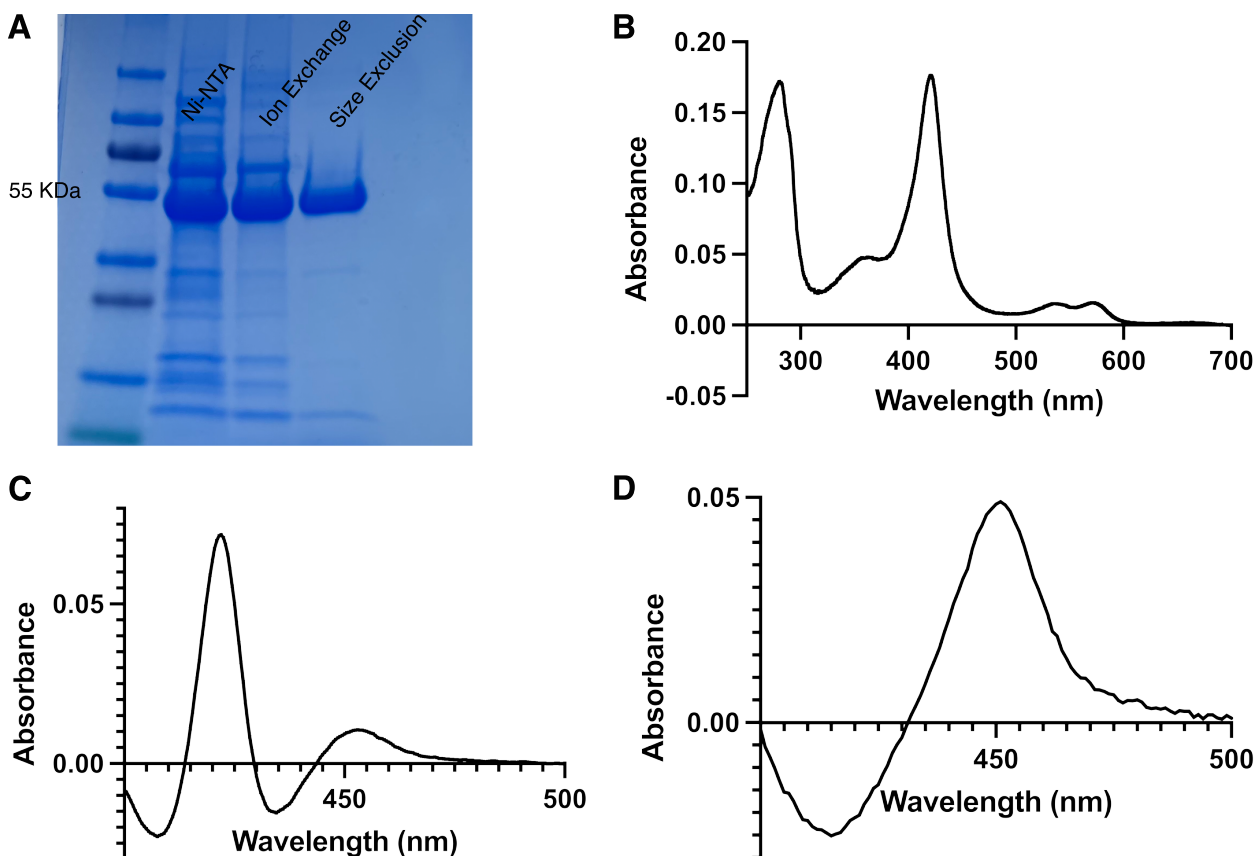 A
Ni-NTA
Ion Exchange
Size Exclusion
55 KDa
B
0.20
0.15
0.10
0.05
0.00
-0.05
Absorbance
300 400 500 600 700
Wavelength (nm)
C
0.05
0.00
Absorbance
450 500
Wavelength (nm)
D
0.05
0.00
Absorbance
450 500
Wavelength (nm)